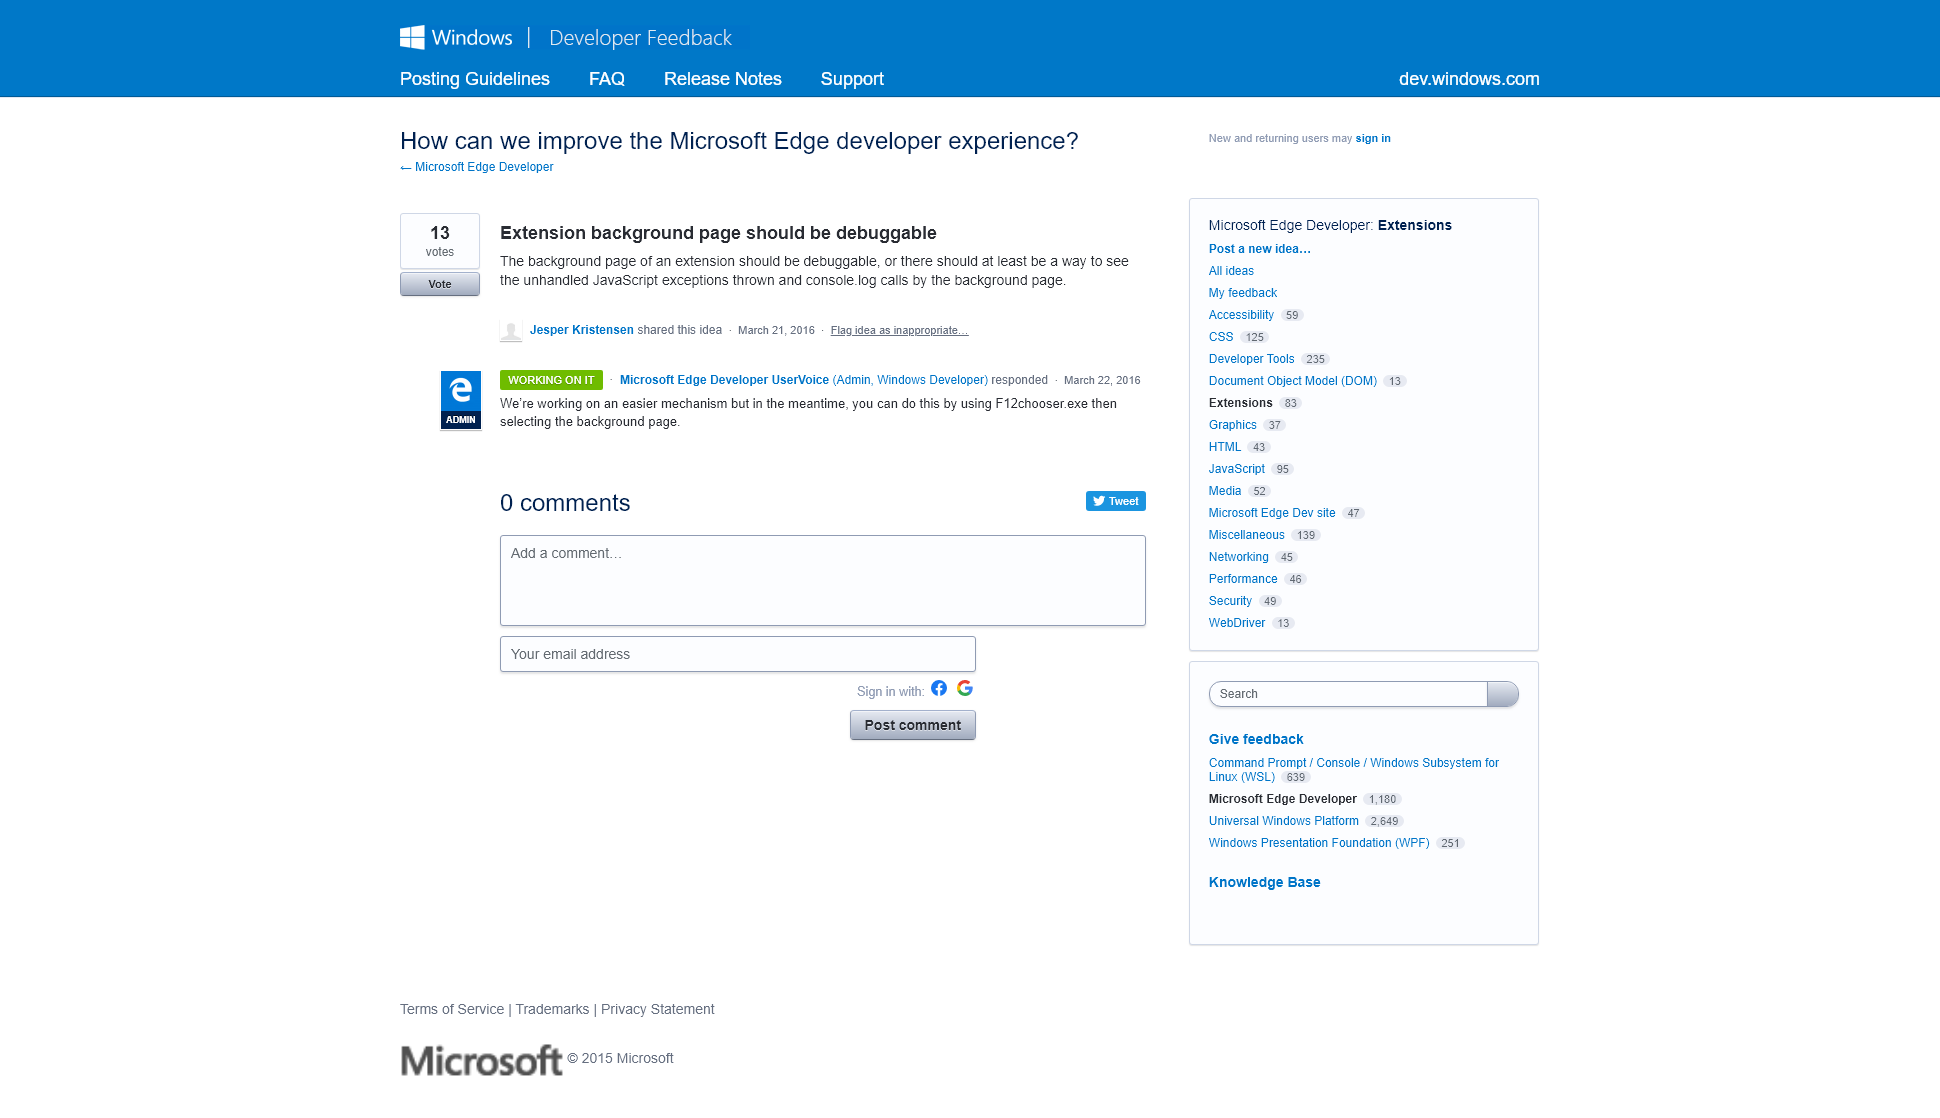 Windows | Developer Feedback
Posting Guidelines FAQ Release Notes Support dev.windows.com
How can we improve the Microsoft Edge developer experience?
← Microsoft Edge Developer
New and returning users may sign in
13
votes
Vote
Extension background page should be debuggable
The background page of an extension should be debuggable, or there should at least be a way to see
the unhandled JavaScript exceptions thrown and console.log calls by the background page.
Jesper Kristensen shared this idea · March 21, 2016 · Flag idea as inappropriate…
ADMIN
WORKING ON IT · Microsoft Edge Developer UserVoice (Admin, Windows Developer) responded · March 22, 2016
We’re working on an easier mechanism but in the meantime, you can do this by using F12chooser.exe then
selecting the background page.
0 comments
Tweet
Add a comment…
Your email address
Sign in with:
Post comment
Microsoft Edge Developer: Extensions
Post a new idea…
All ideas
My feedback
Accessibility 59
CSS 125
Developer Tools 235
Document Object Model (DOM) 13
Extensions 83
Graphics 37
HTML 43
JavaScript 95
Media 52
Microsoft Edge Dev site 47
Miscellaneous 139
Networking 45
Performance 46
Security 49
WebDriver 13
Search
Give feedback
Command Prompt / Console / Windows Subsystem for
Linux (WSL) 639
Microsoft Edge Developer 1,180
Universal Windows Platform 2,649
Windows Presentation Foundation (WPF) 251
Knowledge Base
Terms of Service | Trademarks | Privacy Statement
Microsoft © 2015 Microsoft